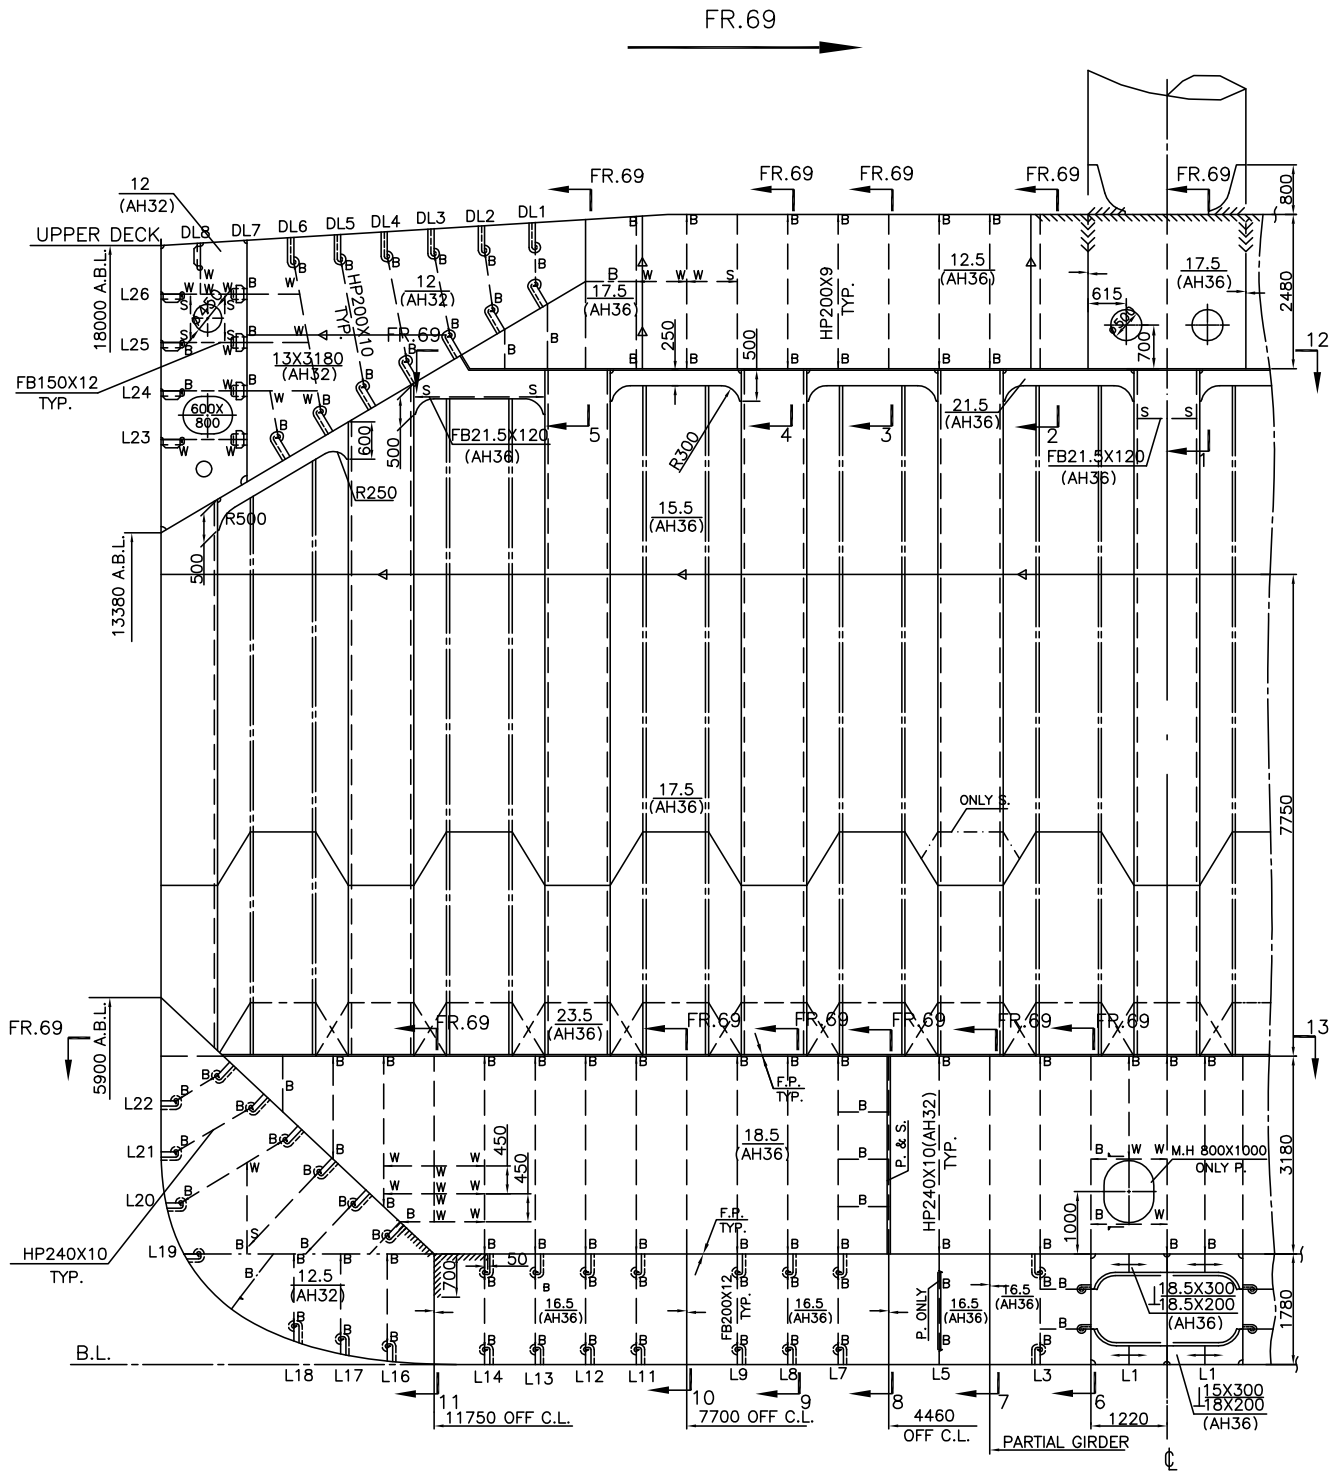 FR.69
FR.69
FR.69
FR.69
FR.69
FR.69
12
(AH32)
800
UPPER DECK
DL8
DL7
DL6
DL5
DL4
DL3
DL2
DL1
18000 A.B.L.
L26
L25
L24
L23
HP200X10
TYP.
12
(AH32)
B
17.5
(AH36)
HP200X9
TYP.
12.5
(AH36)
17.5
(AH36)
2480
615
Ø500
700
Ø450
250
500
12
FR.69
13X3180
(AH32)
FB150X12
TYP.
600X
800
S
FB21.5X120
(AH36)
500
600
5
4
3
2
1
21.5
(AH36)
S S
FB21.5X120
(AH36)
R300
R250
R500
500
15.5
(AH36)
13380 A.B.L.
17.5
(AH36)
ONLY S.
7750
5900 A.B.L.
FR.69
23.5
(AH36)
FR.69
FR.69
FR.69
FR.69
FR.69
FR.69
13
F.P.
TYP.
L22
L21
L20
L19
18.5
(AH36)
P. & S.
HP240X10(AH32)
TYP.
M.H 800X1000
ONLY P.
450
450
3180
1000
F.P.
TYP.
HP240X10
TYP.
12.5
(AH32)
700
50
16.5
(AH36)
FB200X12
TYP.
16.5
(AH36)
P. ONLY
16.5
(AH36)
16.5
(AH36)
18.5X300
18.5X200
(AH36)
1780
B.L.
L18
L17
L16
L14
L13
L12
L11
L9
L8
L7
L5
L3
L1
L1
11
10
9
8
7
6
15X300
18X200
(AH36)
11750 OFF C.L.
7700 OFF C.L.
4460
OFF C.L.
1220
PARTIAL GIRDER
℄